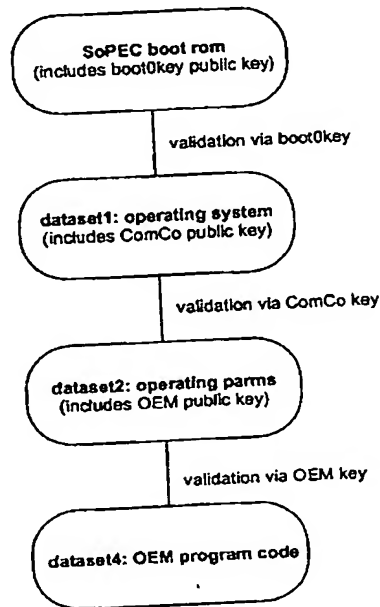 SoPEC boot rom
(includes boot0key public key)
validation via boot0key
dataset1: operating system
(includes ComCo public key)
validation via ComCo key
dataset2: operating parms
(includes OEM public key)
validation via OEM key
dataset4: OEM program code